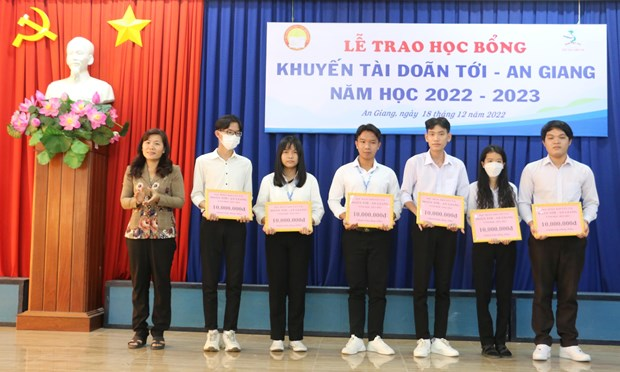 LỄ TRAO HỌC BỔNG
KHUYẾN TÀI DOÃN TỚI - AN GIANG
NĂM HỌC 2022 - 2023
An Giang, ngày 18 tháng 12 năm 2022
10.000.000đ
10.000.000đ
10.000.000đ
10.000.000đ
10.000.000đ
10.000.000đ